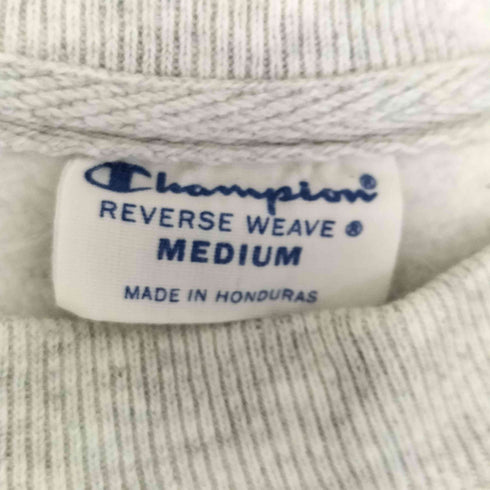 Champion®
REVERSE WEAVE ®
MEDIUM
MADE IN HONDURAS